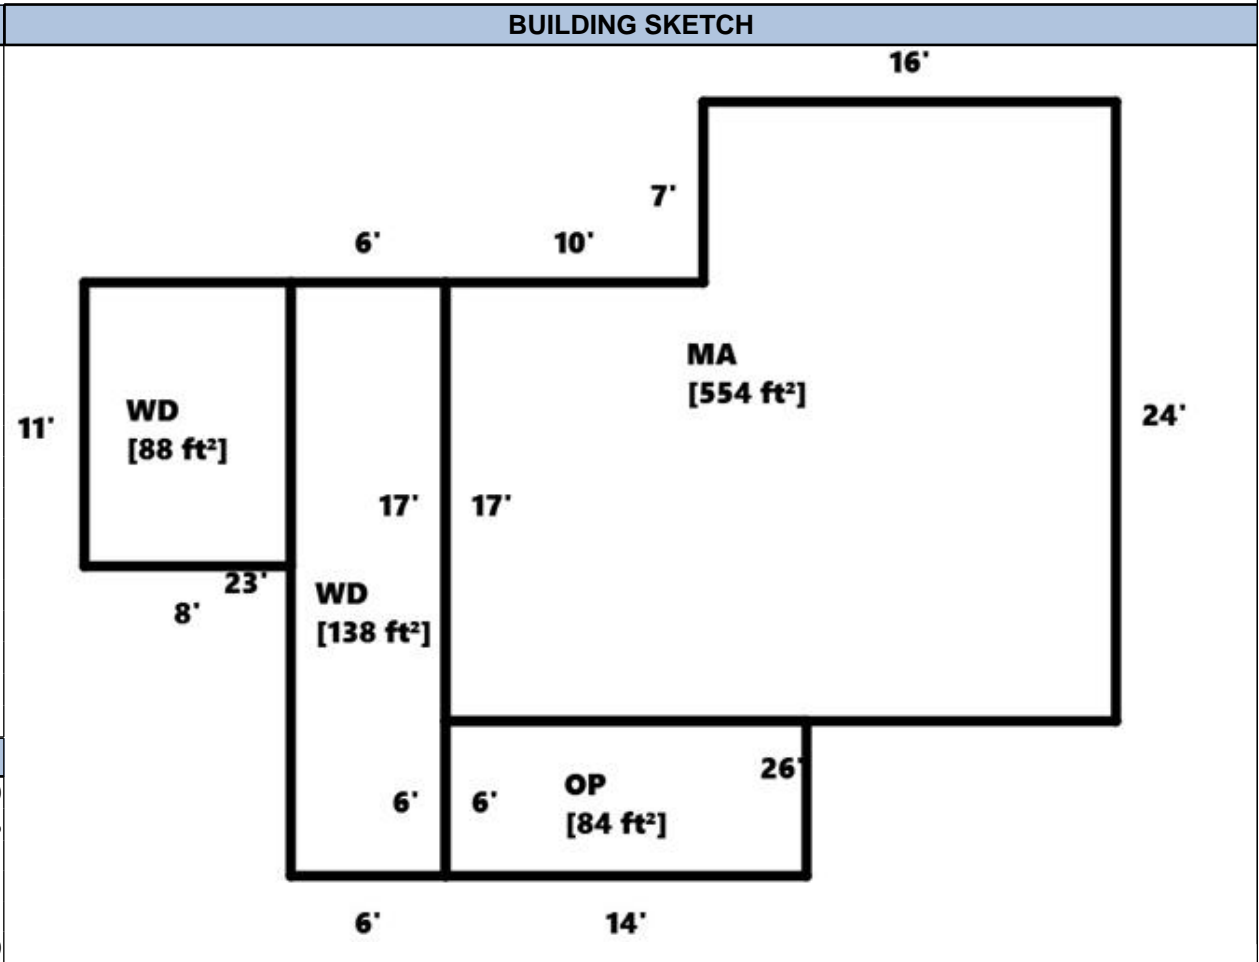 BUILDING SKETCH
16'
7'
6'
10'
MA
[554 ft²]
24'
WD
[88 ft²]
11'
17'
17'
23'
8'
WD
[138 ft²]
26'
OP
[84 ft²]
6'
6'
6'
14'